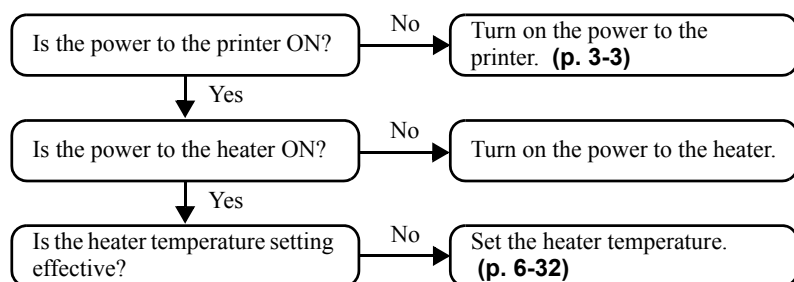 Is the power to the printer ON?
No
Turn on the power to the
printer. (p. 3-3)
Yes
Is the power to the heater ON?
No
Turn on the power to the heater.
Yes
Is the heater temperature setting
effective?
No
Set the heater temperature.
(p. 6-32)